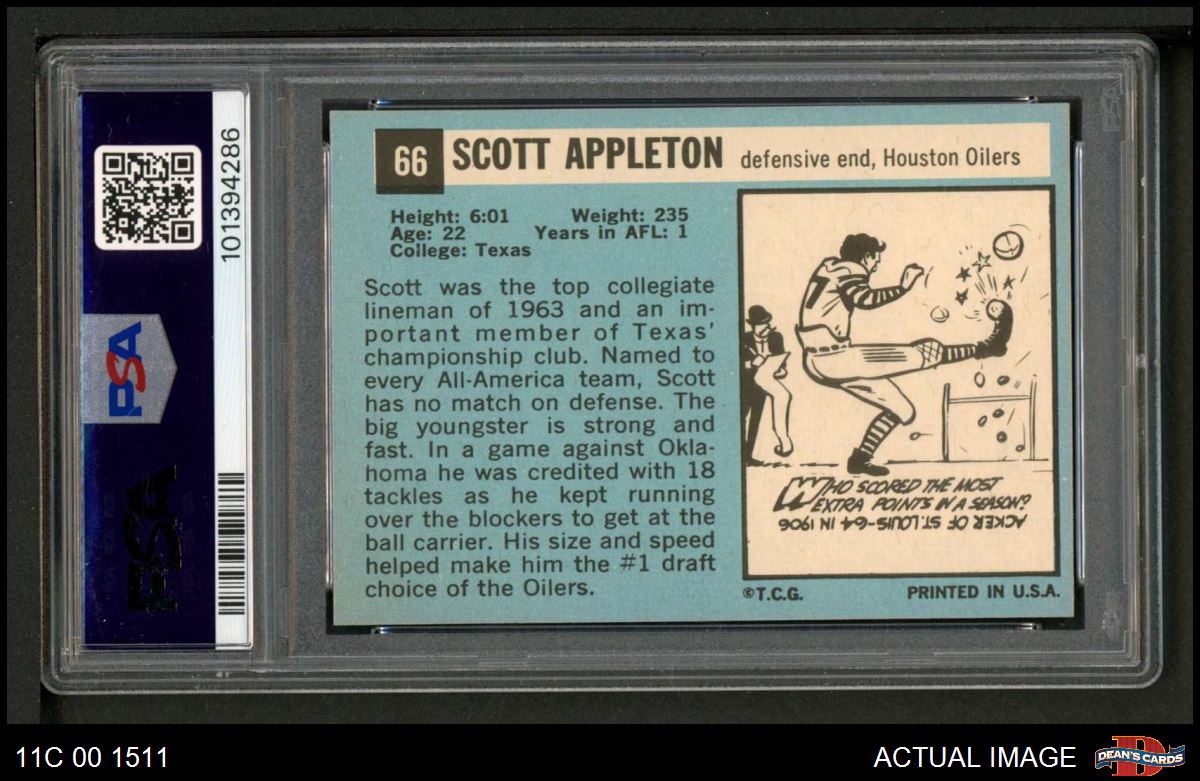 101394286
PSA
PSA
66 SCOTT APPLETON defensive end, Houston Oilers
Height: 6:01 Weight: 235
Age: 22 Years in AFL: 1
College: Texas
Scott was the top collegiate
lineman of 1963 and an im-
portant member of Texas'
championship club. Named to
every All-America team, Scott
has no match on defense. The
big youngster is strong and
fast. In a game against Okla-
homa he was credited with 18
tackles as he kept running
over the blockers to get at the
ball carrier. His size and speed
helped make him the #1 draft
choice of the Oilers.
7
WHO SCORED THE MOST
EXTRA POINTS IN A SEASON?
ACKER OF ST. LOUIS-64-IN 1906
©T.C.G. PRINTED IN U.S.A.
PSA
11C 00 1511
ACTUAL IMAGE
DEAN'S CARDS